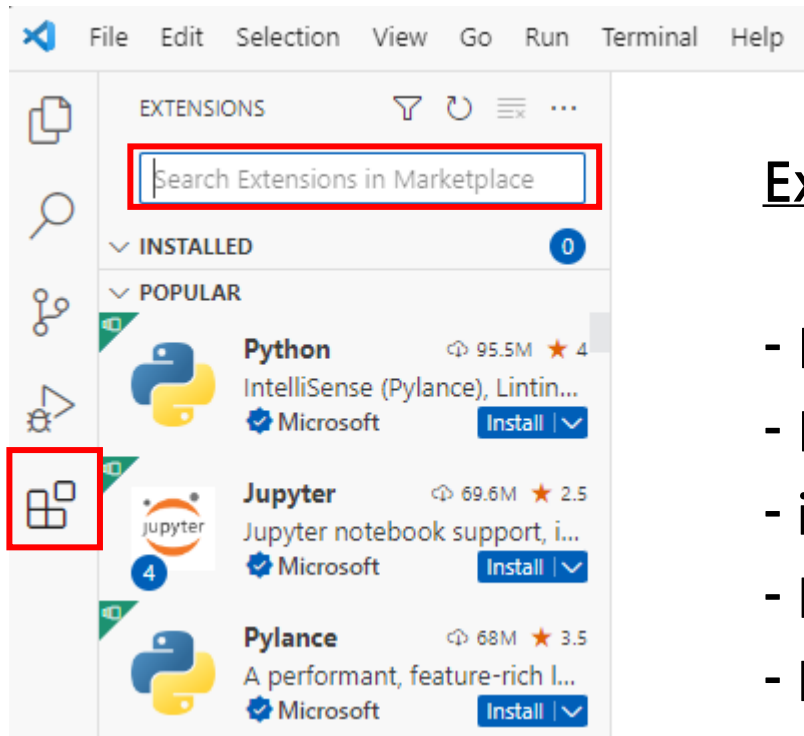 File Edit Selection View Go Run Terminal Help
EXTENSIONS
Search Extensions in Marketplace
INSTALLED 0
POPULAR
Python 95.5M ★ 4
IntelliSense (Pylance), Lintin...
Microsoft Install
jupyter
4
Jupyter 69.6M ★ 2.5
Jupyter notebook support, i...
Microsoft Install
Pylance 68M ★ 3.5
A performant, feature-rich l...
Microsoft Install